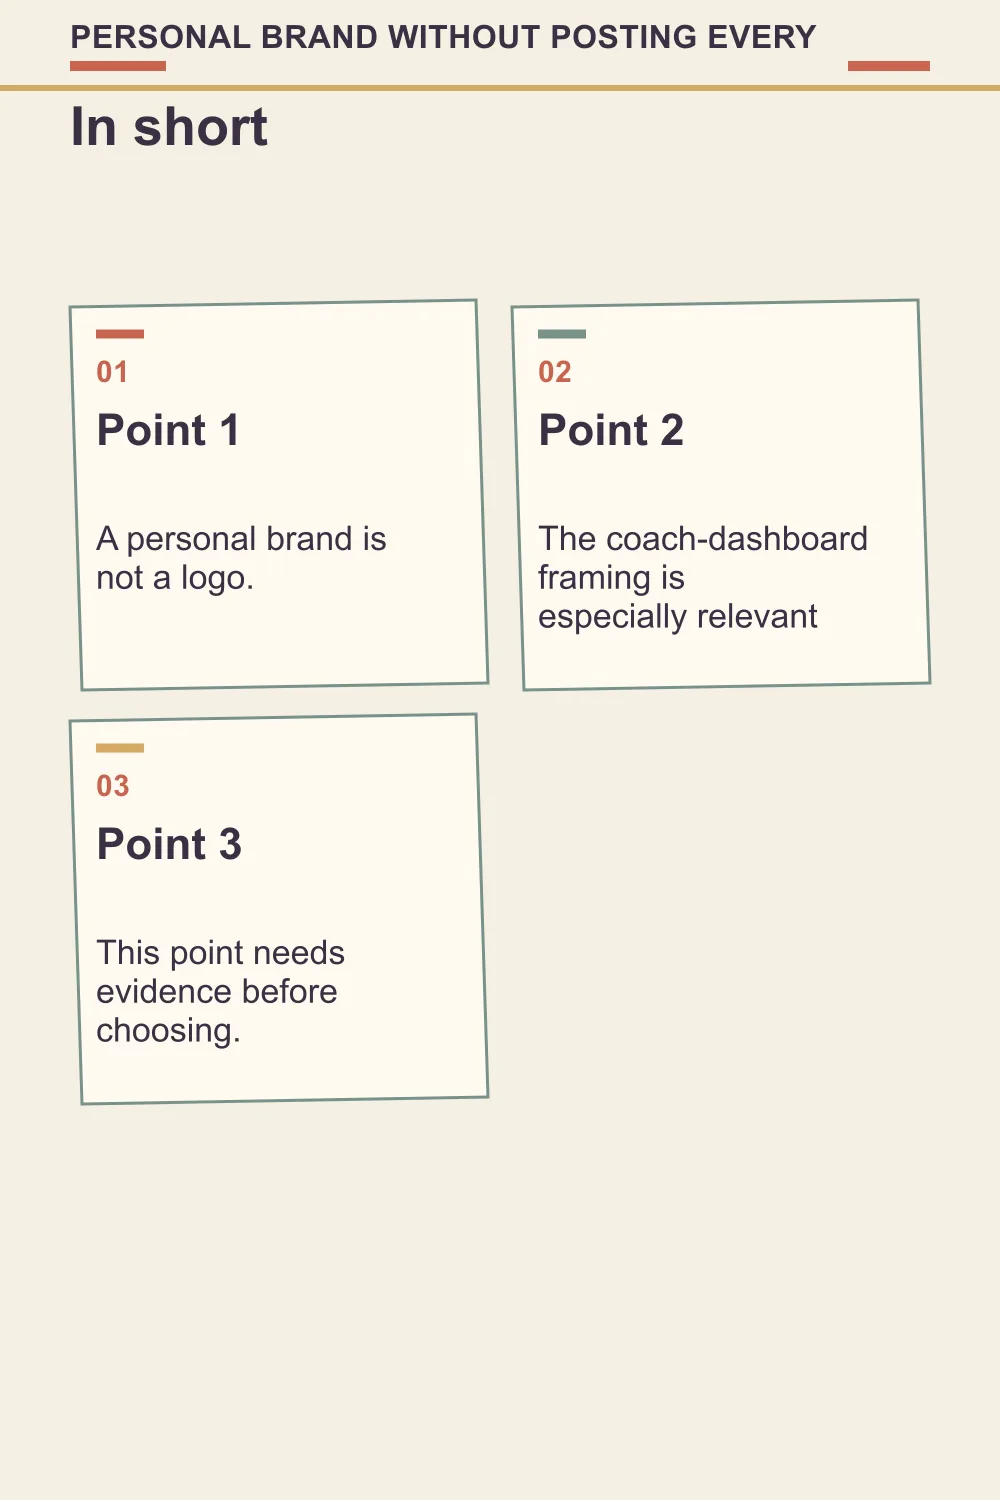 PERSONAL BRAND WITHOUT POSTING EVERY
In short
01
Point 1
A personal brand is
not a logo.
02
Point 2
The coach-dashboard
framing is
especially relevant
03
Point 3
This point needs
evidence before
choosing.